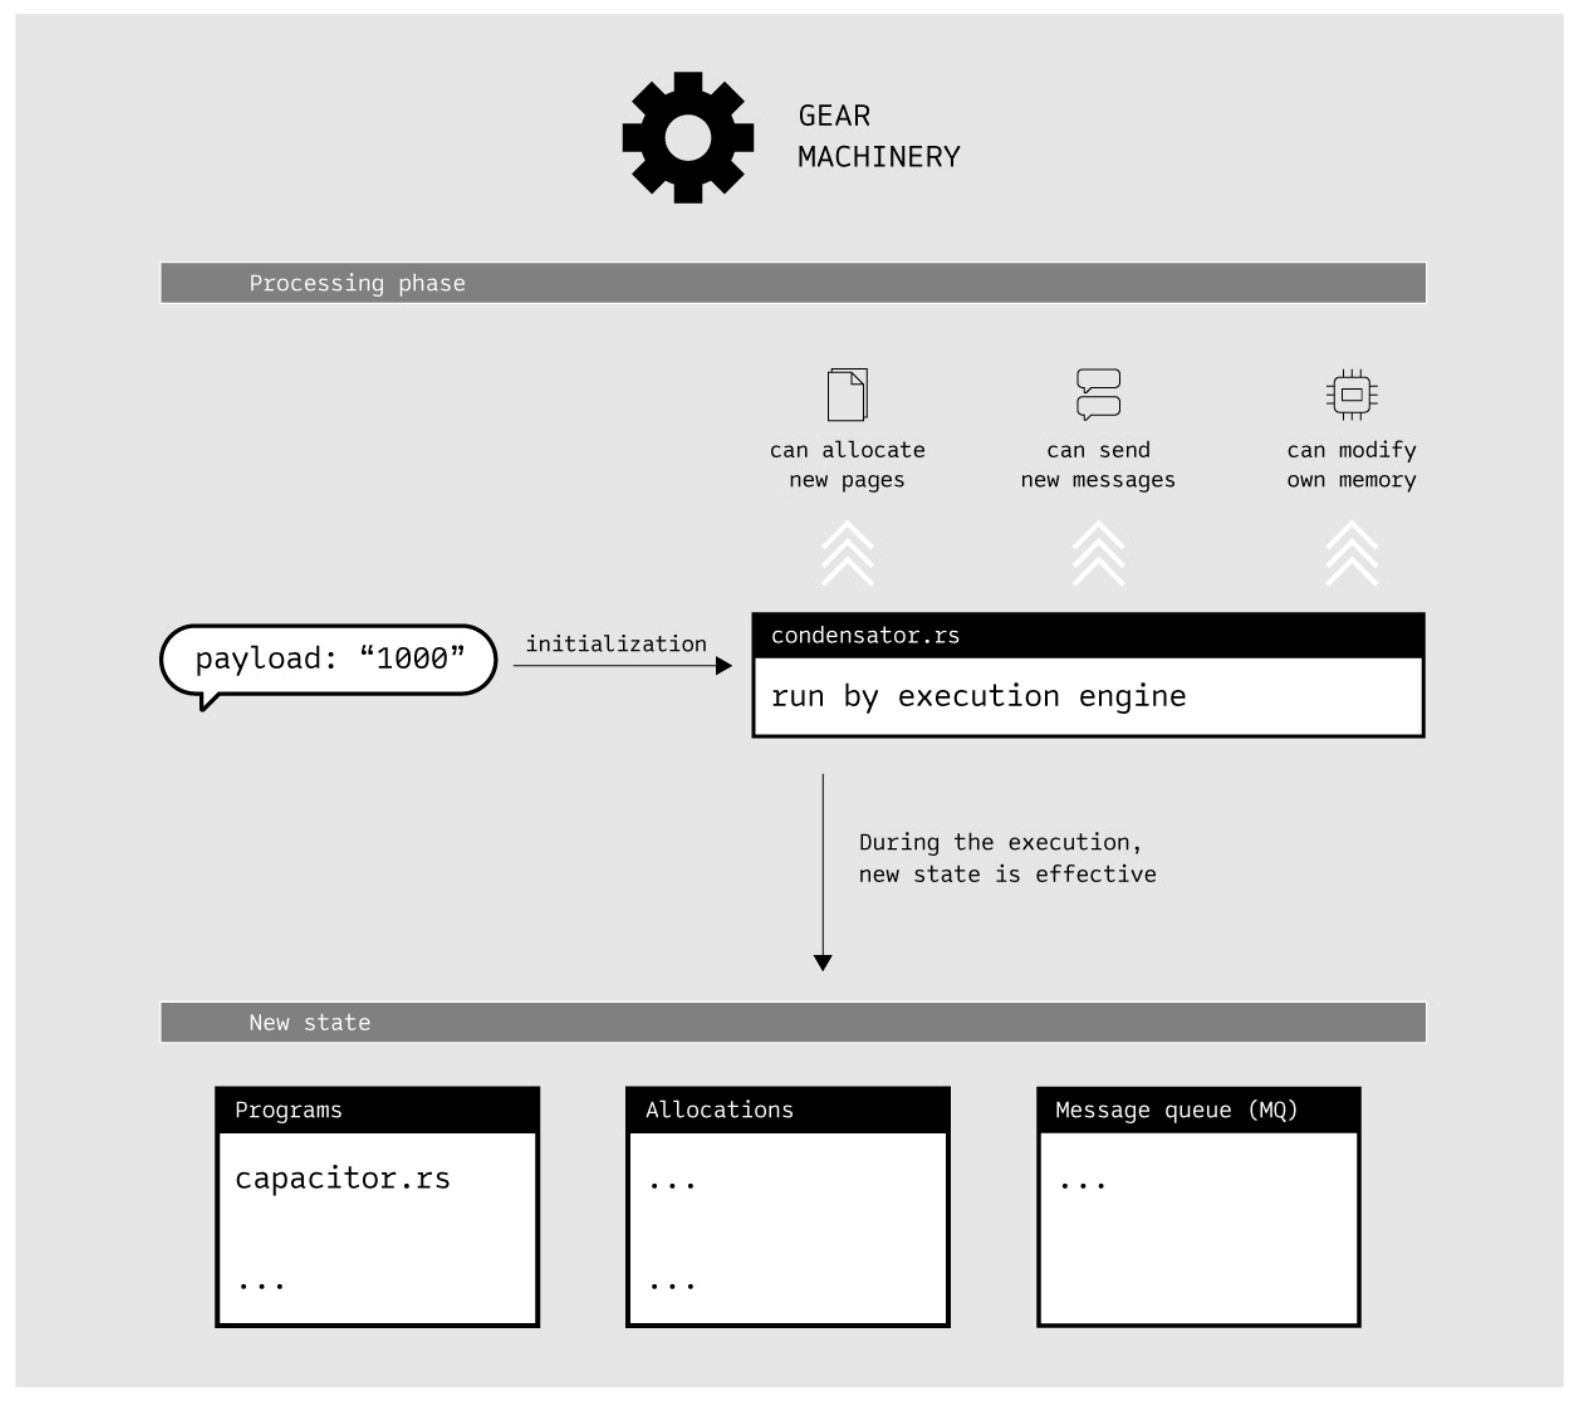 GEAR
MACHINERY
Processing phase
can allocate
new pages
can send
new messages
can modify
own memory
payload: “1000”
initialization
condensator.rs
run by execution engine
During the execution,
new state is effective
New state
Programs
capacitor.rs
...
Allocations
...
...
Message queue (MQ)
...